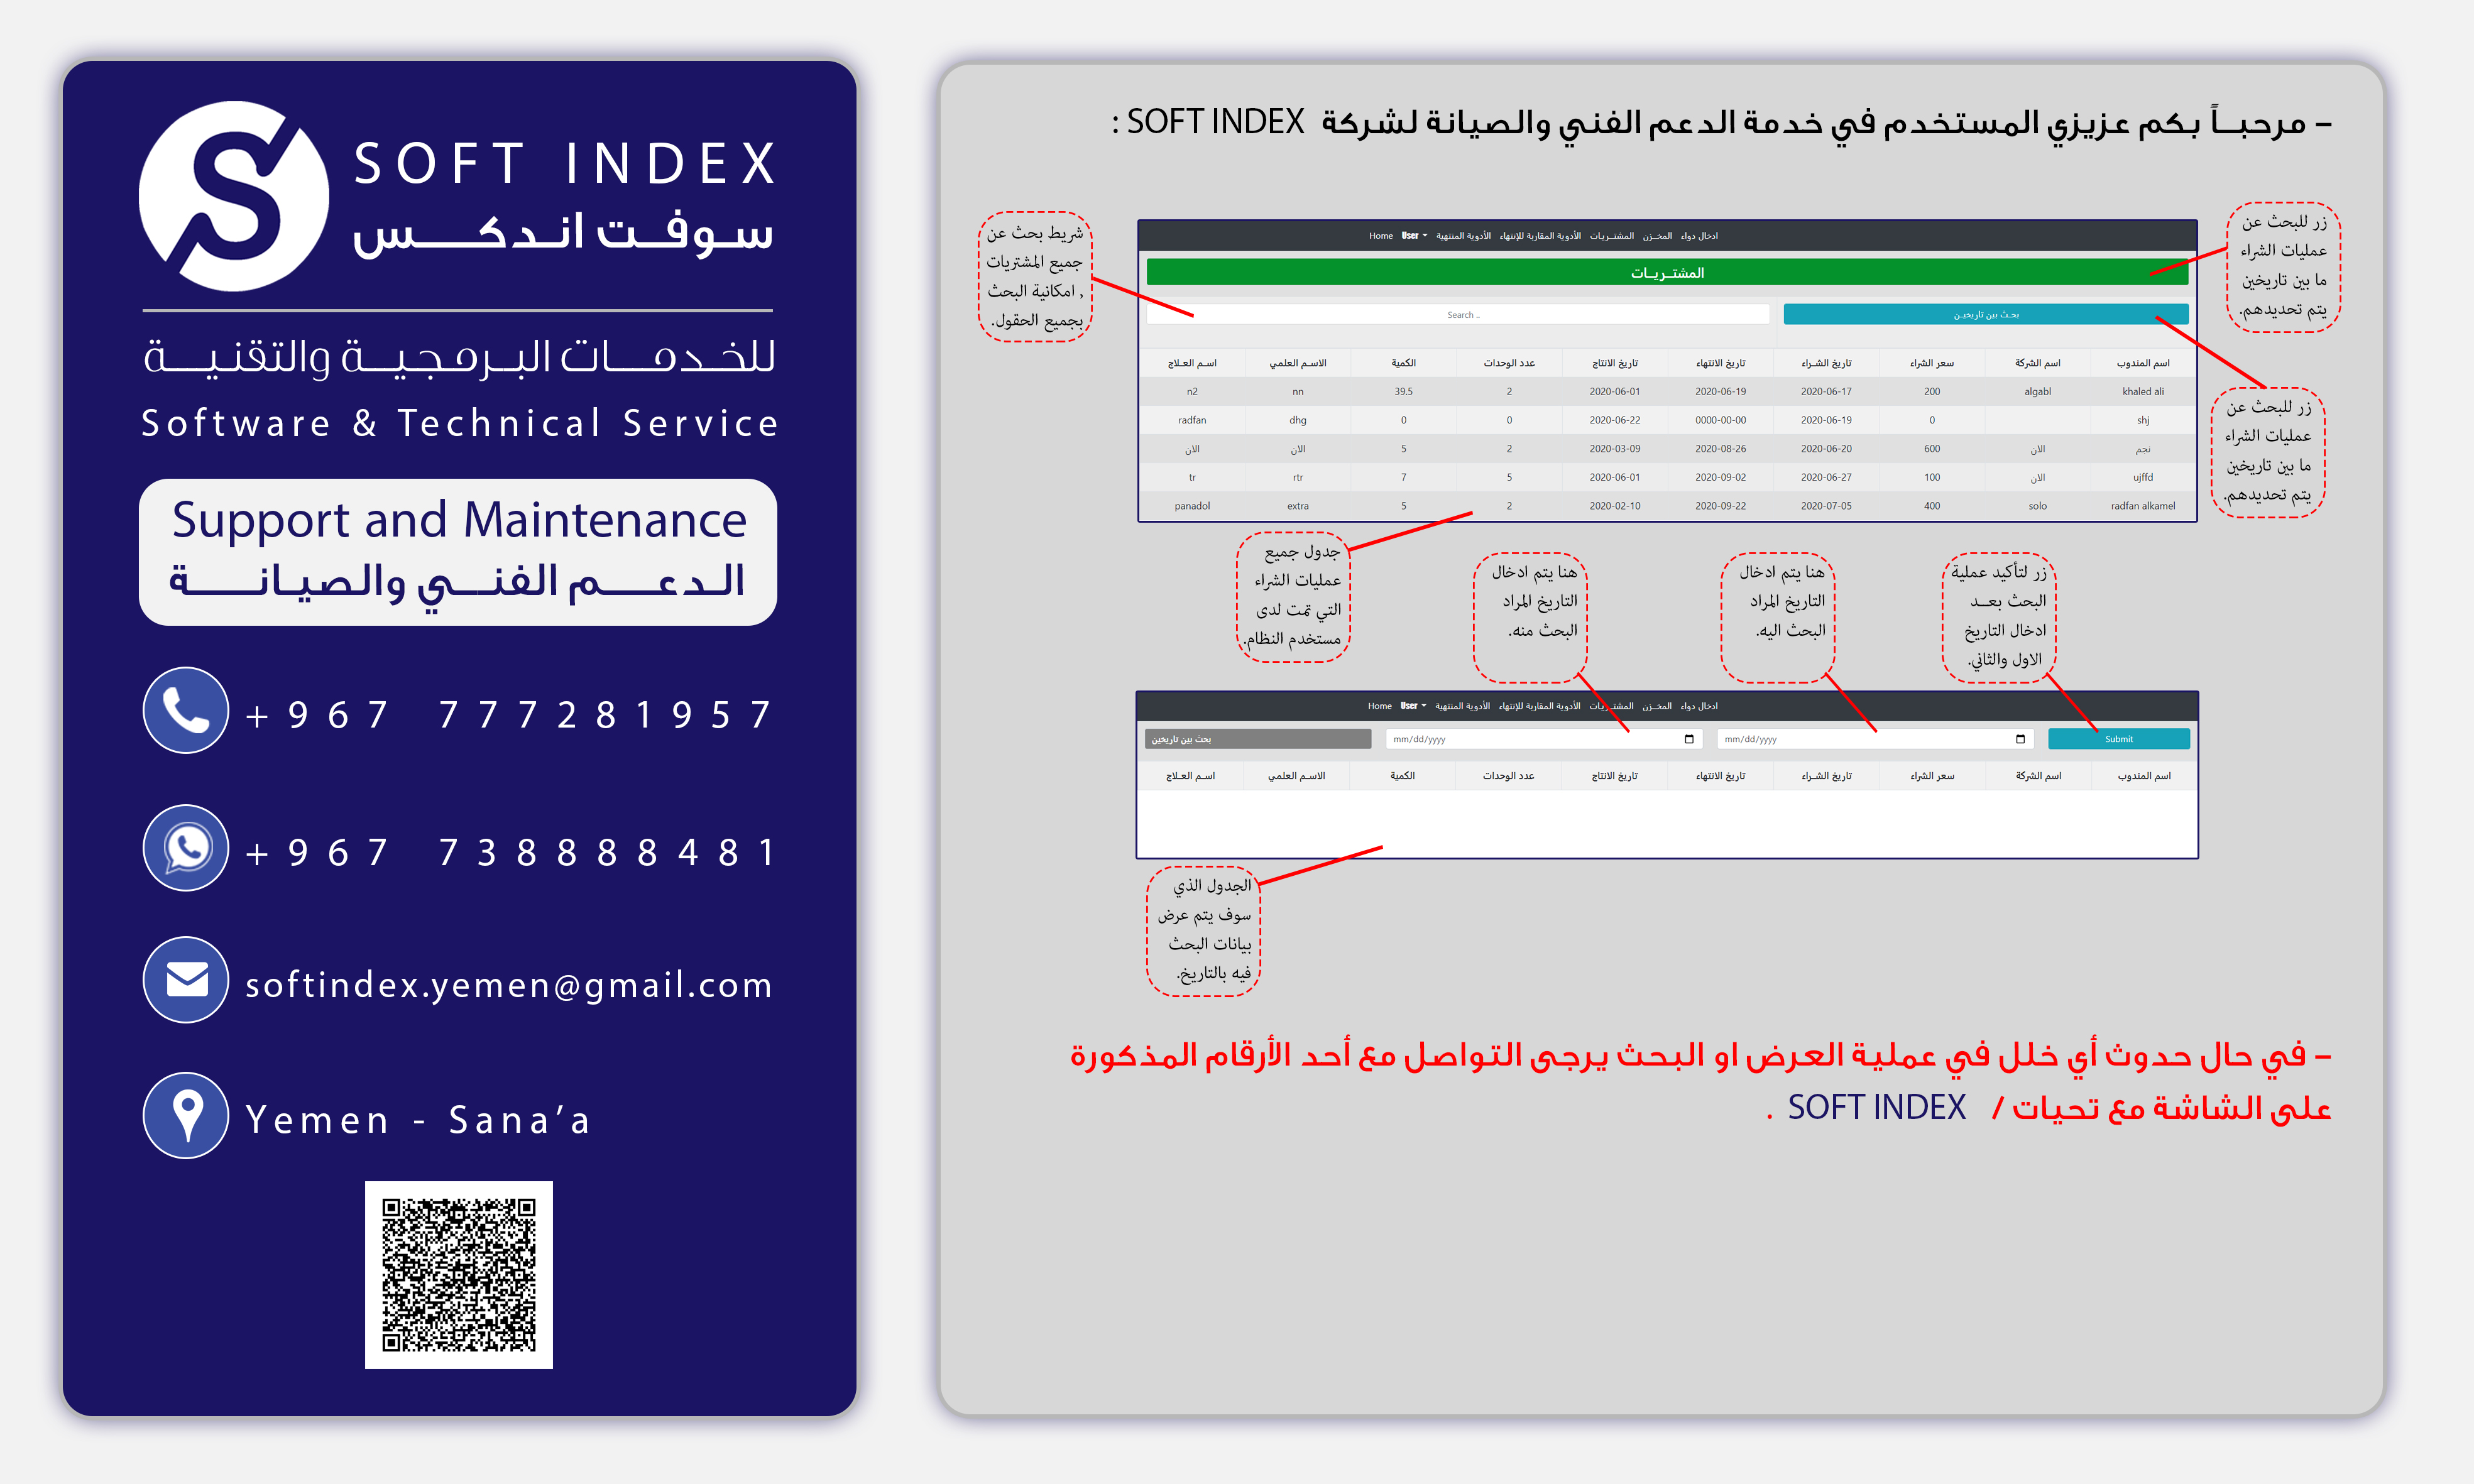 SOFT INDEX
سوفت اندكس
للخدمات البرمجية والتقنية
Software & Technical Service
Support and Maintenance
الدعم الفني والصيانة
+967 777281957
+967 738888481
softindex.yemen@gmail.com
Yemen - Sana’a
– مرحبـاً بكم عزيزي المستخدم في خدمة الدعم الفني والصيانة لشركة SOFT INDEX :
زر للبحث عن
عمليات الشراء
ما بين تاريخين
يتم تحديدهم.
شريط بحث عن
جميع المشتريات
, امكانية البحث
بجميع الحقول.
Home User الأدوية المنتهية الأدوية المقاربة للإنتهاء المشتريات المخزن ادخال دواء
المشتريات
Search ..
بحث بين تاريخين
اسم العلاج الاسم العلمي الكمية عدد الوحدات تاريخ الانتاج تاريخ الانتهاء تاريخ الشراء سعر الشراء اسم الشركة اسم المندوب
n2 nn 39.5 2 2020-06-01 2020-06-19 2020-06-17 200 algabl khaled ali
radfan dhg 0 0 2020-06-22 0000-00-00 2020-06-19 0 shj
الان الان 5 2 2020-03-09 2020-08-26 2020-06-20 600 الان نجم
tr rtr 7 5 2020-06-01 2020-09-02 2020-06-27 100 الان ujffd
panadol extra 5 2 2020-02-10 2020-09-22 2020-07-05 400 solo radfan alkamel
زر للبحث عن
عمليات الشراء
ما بين تاريخين
يتم تحديدهم.
زر لتأكيد عملية
البحث بعد
ادخال التاريخ
الاول والثاني.
هنا يتم ادخال
التاريخ المراد
البحث اليه.
هنا يتم ادخال
التاريخ المراد
البحث منه.
جدول جميع
عمليات الشراء
التي تمت لدى
مستخدم النظام.
Home User الأدوية المنتهية الأدوية المقاربة للإنتهاء المشتريات المخزن ادخال دواء
بحث بين تاريخين mm/dd/yyyy mm/dd/yyyy Submit
اسم العلاج الاسم العلمي الكمية عدد الوحدات تاريخ الانتاج تاريخ الانتهاء تاريخ الشراء سعر الشراء اسم الشركة اسم المندوب
الجدول الذي
سوف يتم عرض
بيانات البحث
فيه بالتاريخ.
– في حال حدوث أي خلل في عملية العرض او البحث يرجى التواصل مع أحد الأرقام المذكورة
على الشاشة مع تحيات / SOFT INDEX .